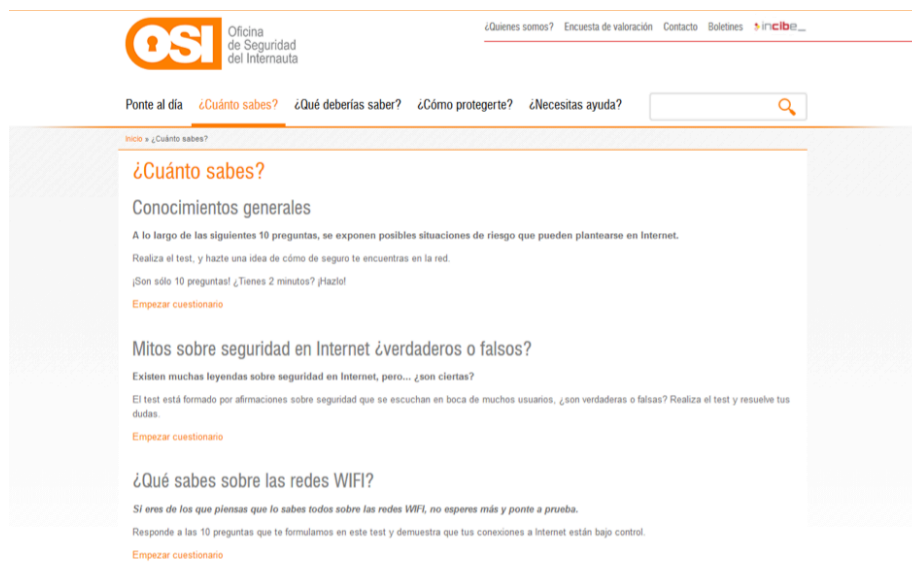 OSI
Oficina
de Seguridad
del Internauta
¿Quienes somos? Encuesta de valoración Contacto Boletines incibe_
Ponte al día ¿Cuánto sabes? ¿Qué deberías saber? ¿Cómo protegerte? ¿Necesitas ayuda?
Inicio » ¿Cuánto sabes?
¿Cuánto sabes?
Conocimientos generales
A lo largo de las siguientes 10 preguntas, se exponen posibles situaciones de riesgo que pueden plantearse en Internet.
Realiza el test, y hazte una idea de cómo de seguro te encuentras en la red.
¡Son sólo 10 preguntas! ¿Tienes 2 minutos? ¡Hazlo!
Empezar cuestionario
Mitos sobre seguridad en Internet ¿verdaderos o falsos?
Existen muchas leyendas sobre seguridad en Internet, pero... ¿son ciertas?
El test está formado por afirmaciones sobre seguridad que se escuchan en boca de muchos usuarios, ¿son verdaderas o falsas? Realiza el test y resuelve tus
dudas.
Empezar cuestionario
¿Qué sabes sobre las redes WIFI?
Si eres de los que piensas que lo sabes todos sobre las redes WIFI, no esperes más y ponte a prueba.
Responde a las 10 preguntas que te formulamos en este test y demuestra que tus conexiones a Internet están bajo control.
Empezar cuestionario